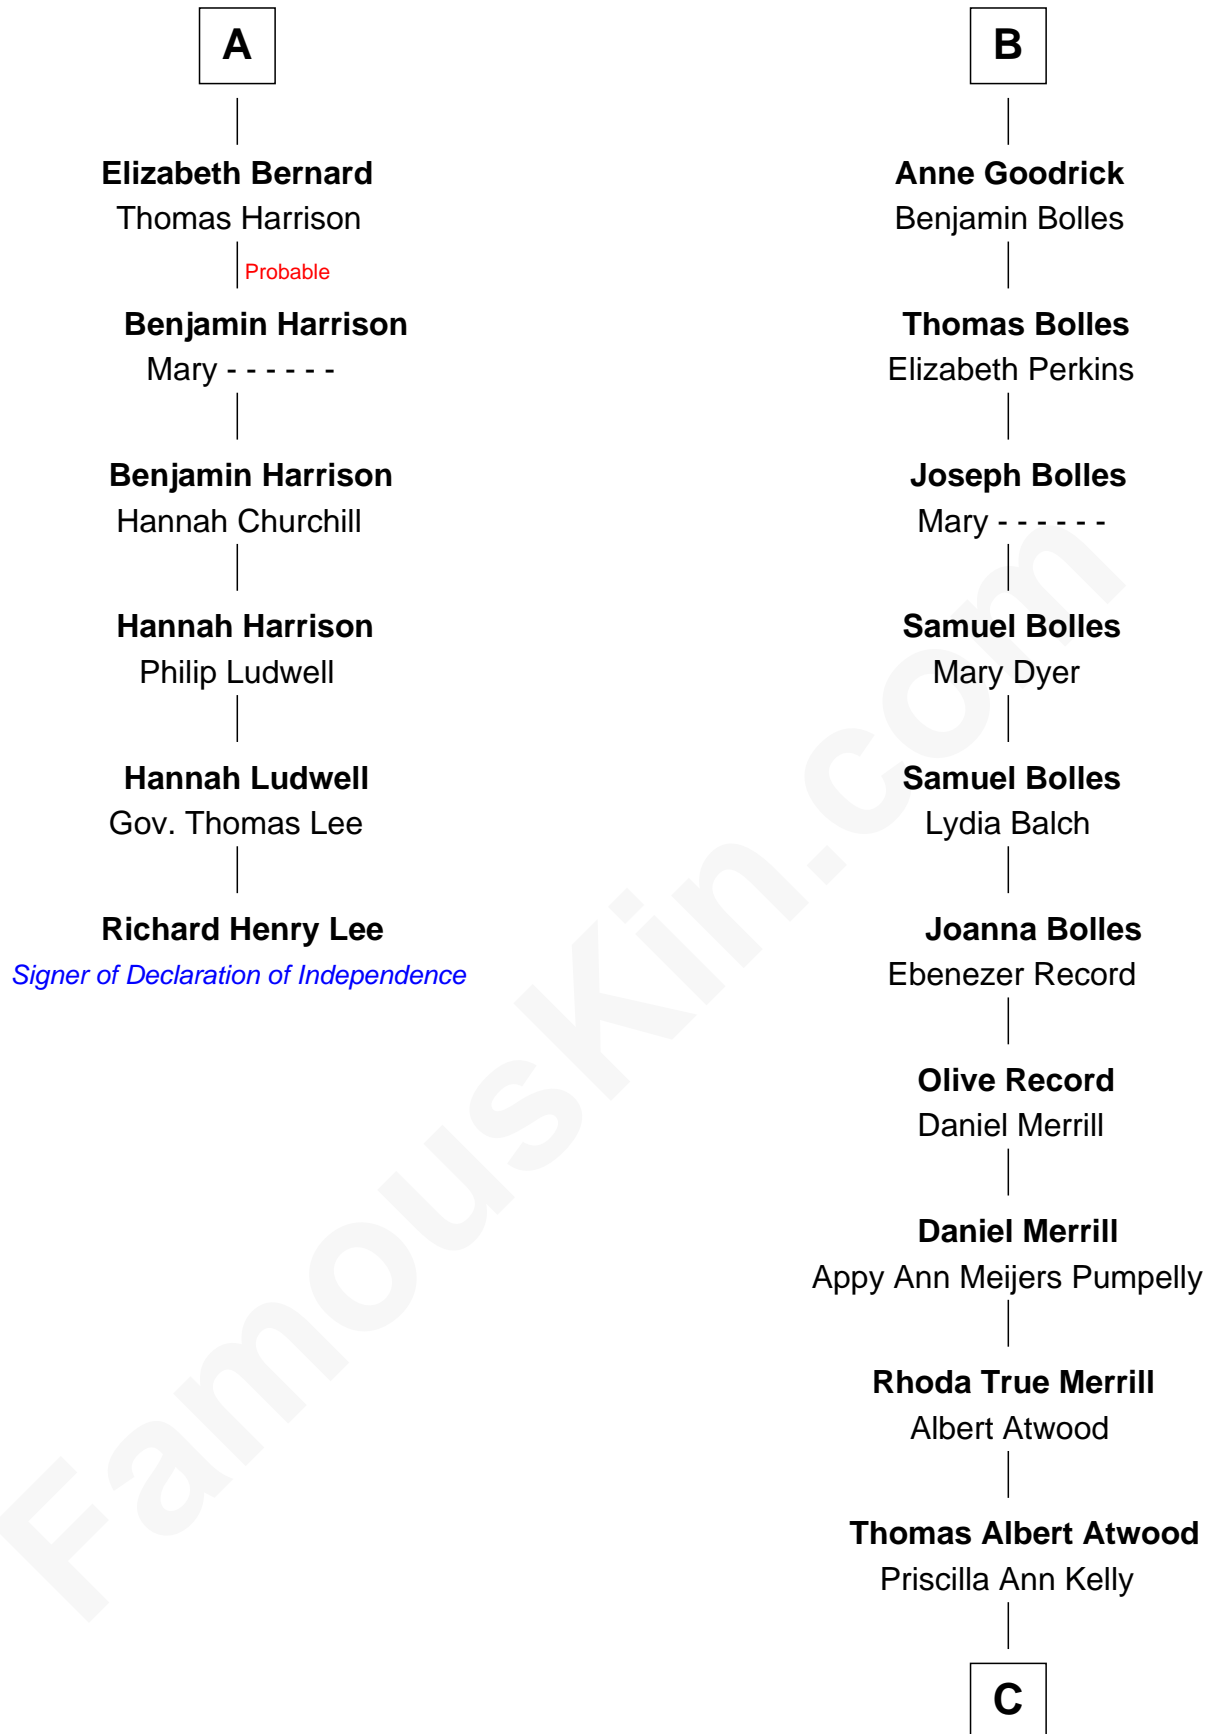 A
Elizabeth Bernard
Thomas Harrison
Probable
Benjamin Harrison
Mary - - - - - -
Benjamin Harrison
Hannah Churchill
Hannah Harrison
Philip Ludwell
Hannah Ludwell
Gov. Thomas Lee
Richard Henry Lee
Signer of Declaration of Independence
B
Anne Goodrick
Benjamin Bolles
Thomas Bolles
Elizabeth Perkins
Joseph Bolles
Mary - - - - - -
Samuel Bolles
Mary Dyer
Samuel Bolles
Lydia Balch
Joanna Bolles
Ebenezer Record
Olive Record
Daniel Merrill
Daniel Merrill
Appy Ann Meijers Pumpelly
Rhoda True Merrill
Albert Atwood
Thomas Albert Atwood
Priscilla Ann Kelly
C
FamousKin.com